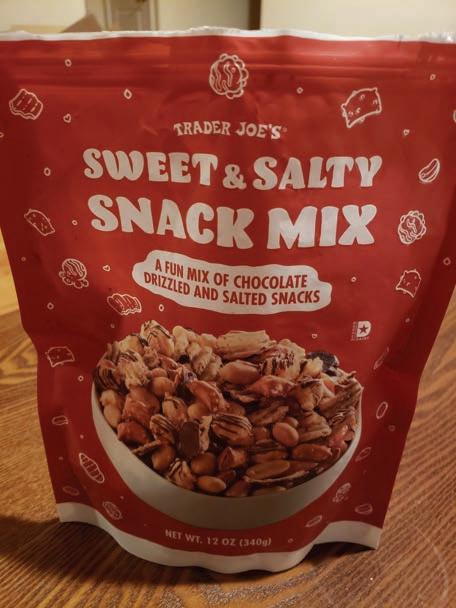 TRADER JOE'S
SWEET & SALTY
SNACK MIX
A FUN MIX OF CHOCOLATE
DRIZZLED AND SALTED SNACKS
D
NET WT. 12 OZ (340g)